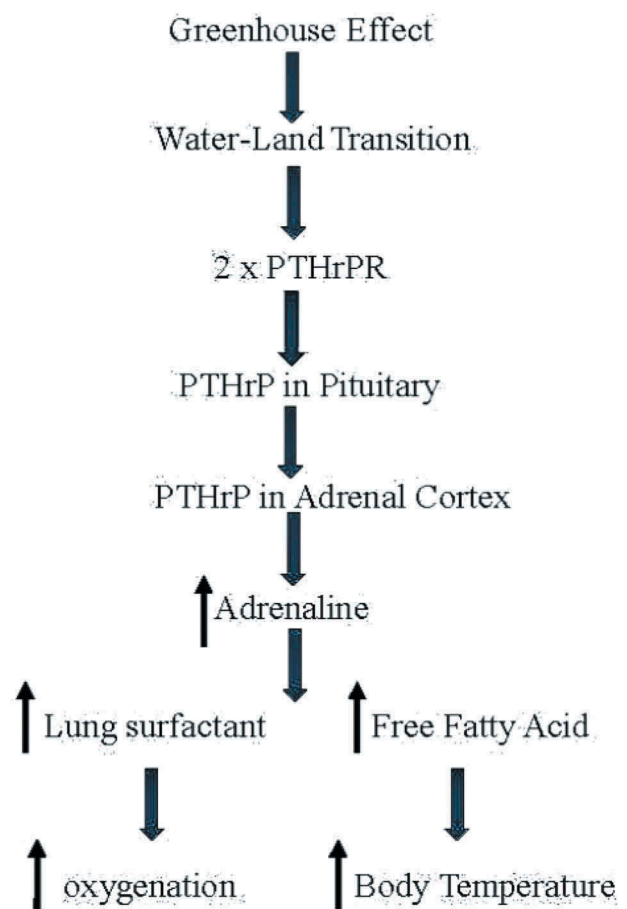 Greenhouse Effect
Water-Land Transition
2 x PTHrPR
PTHrP in Pituitary
PTHrP in Adrenal Cortex
Adrenaline
Lung surfactant
Free Fatty Acid
oxygenation
Body Temperature